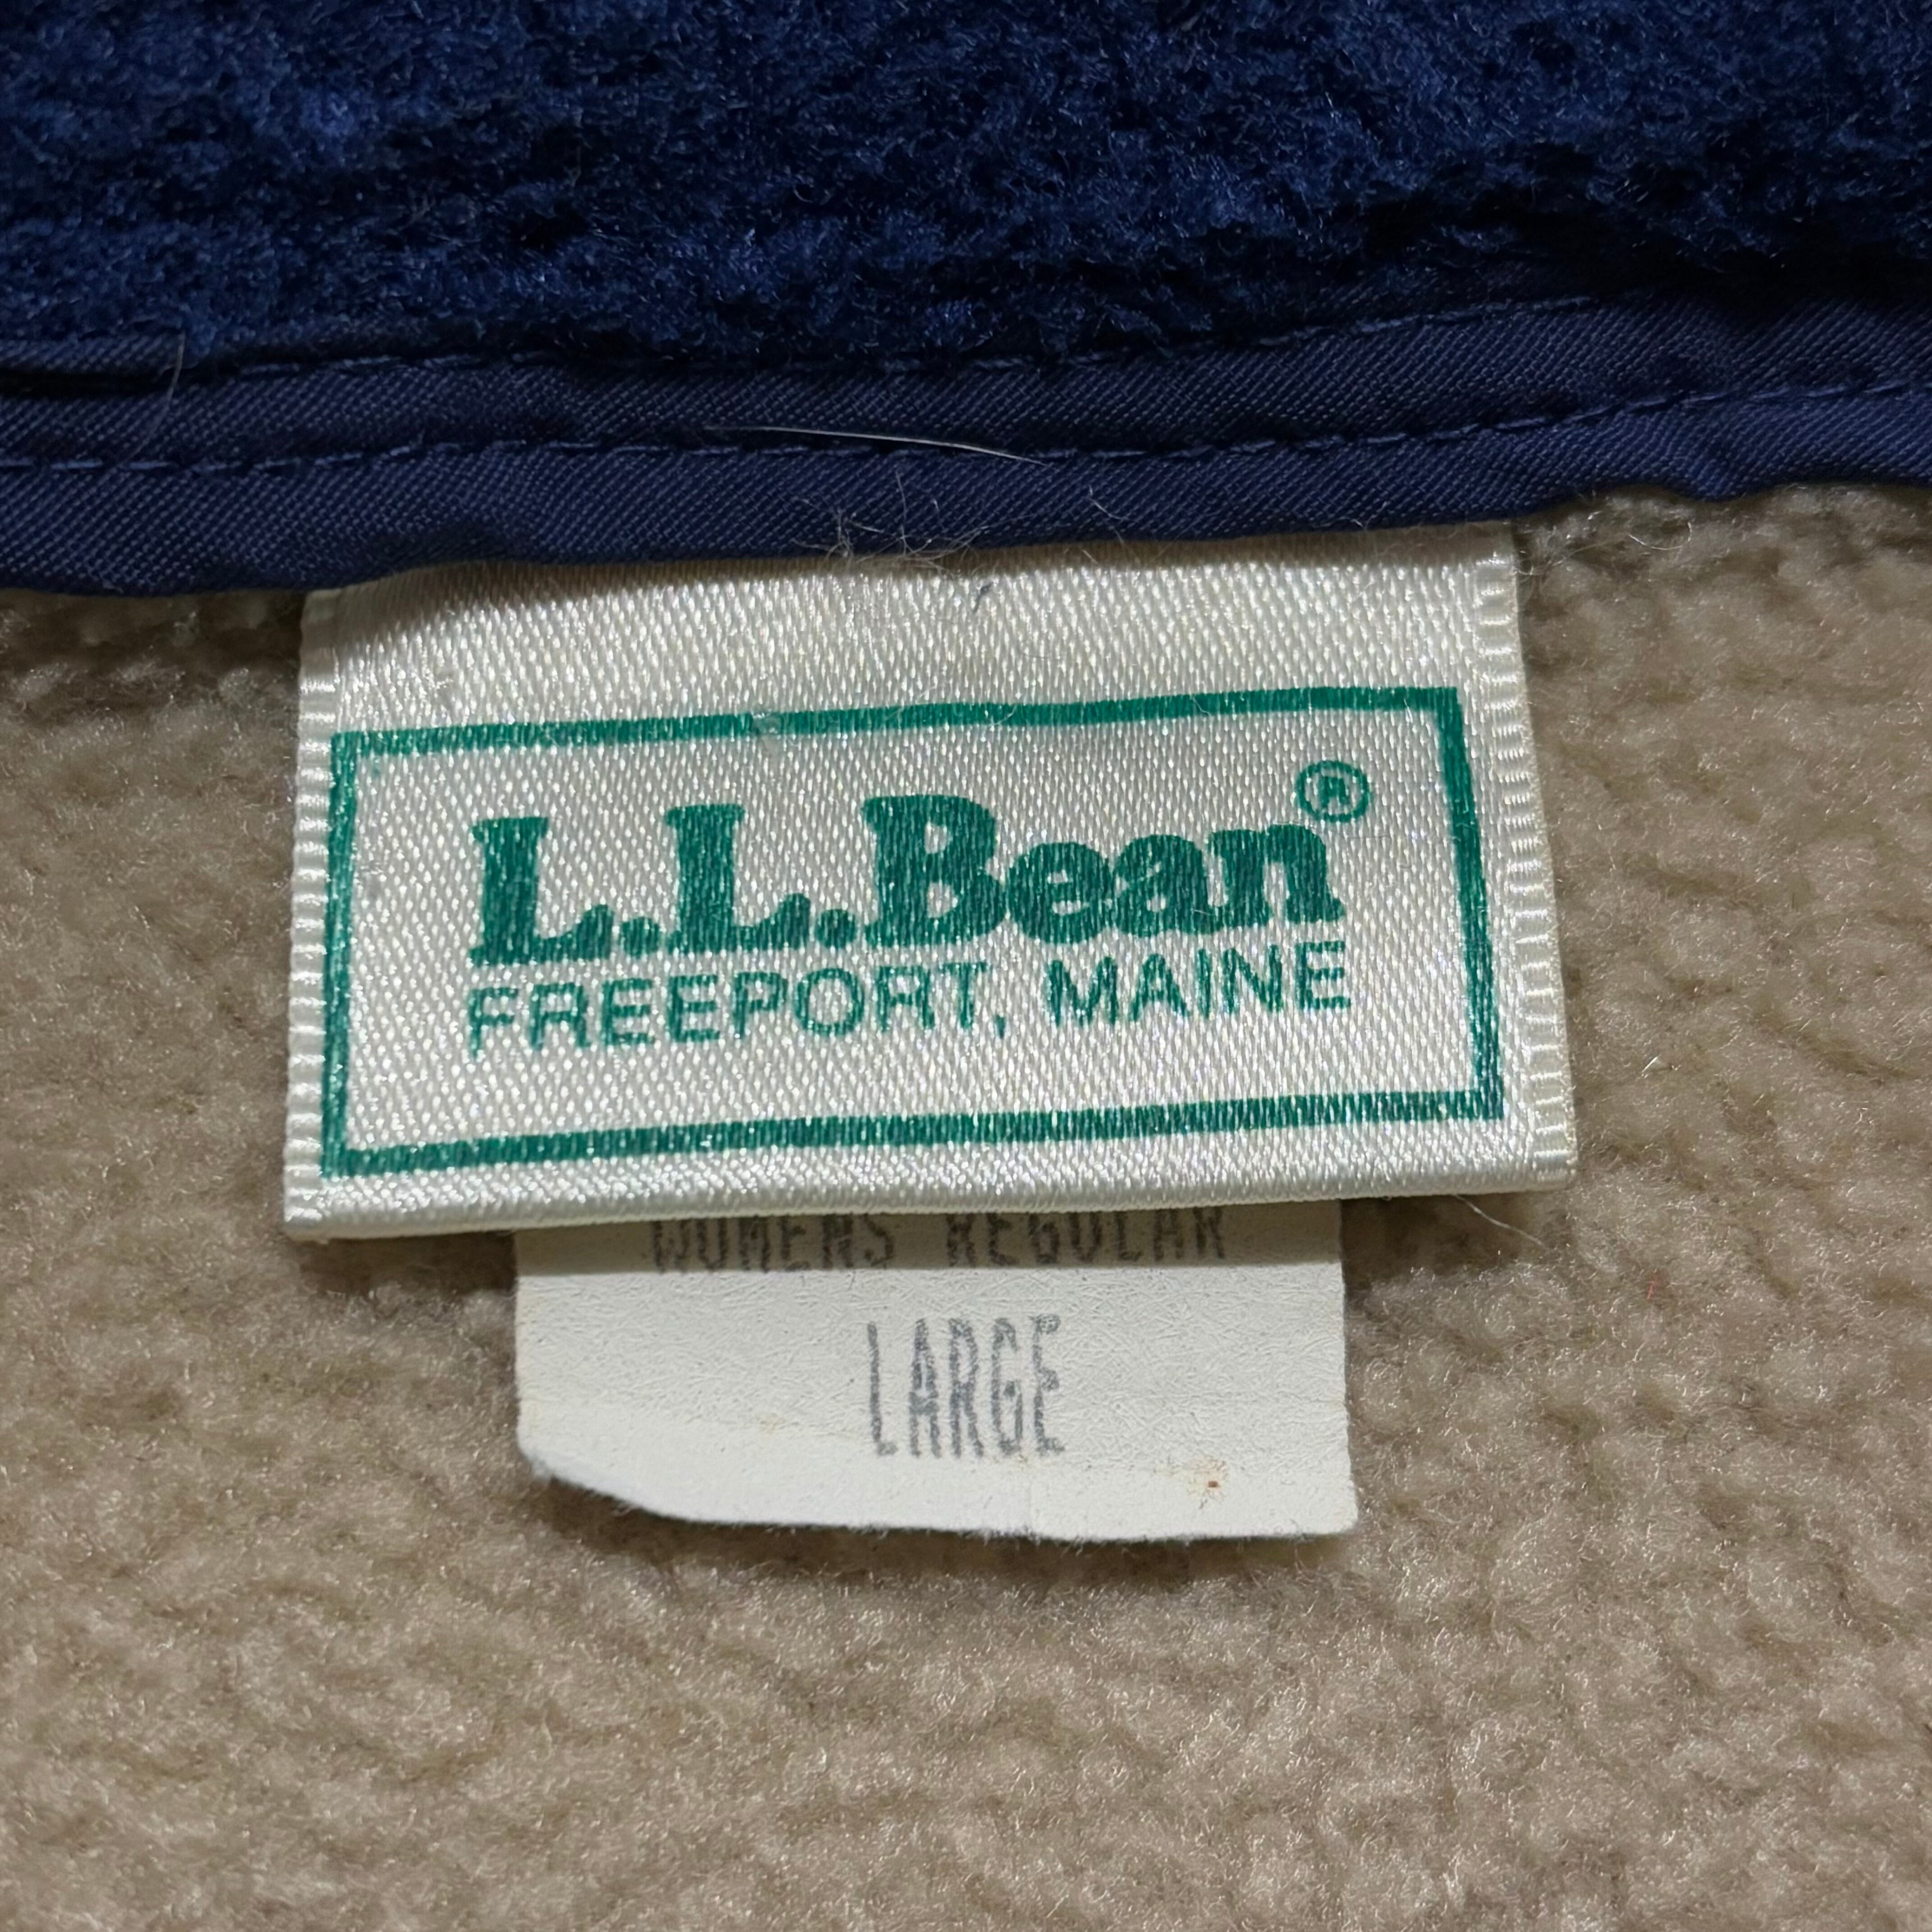 L.L.Bean®
FREEPORT, MAINE
WOMENS REGULAR
LARGE